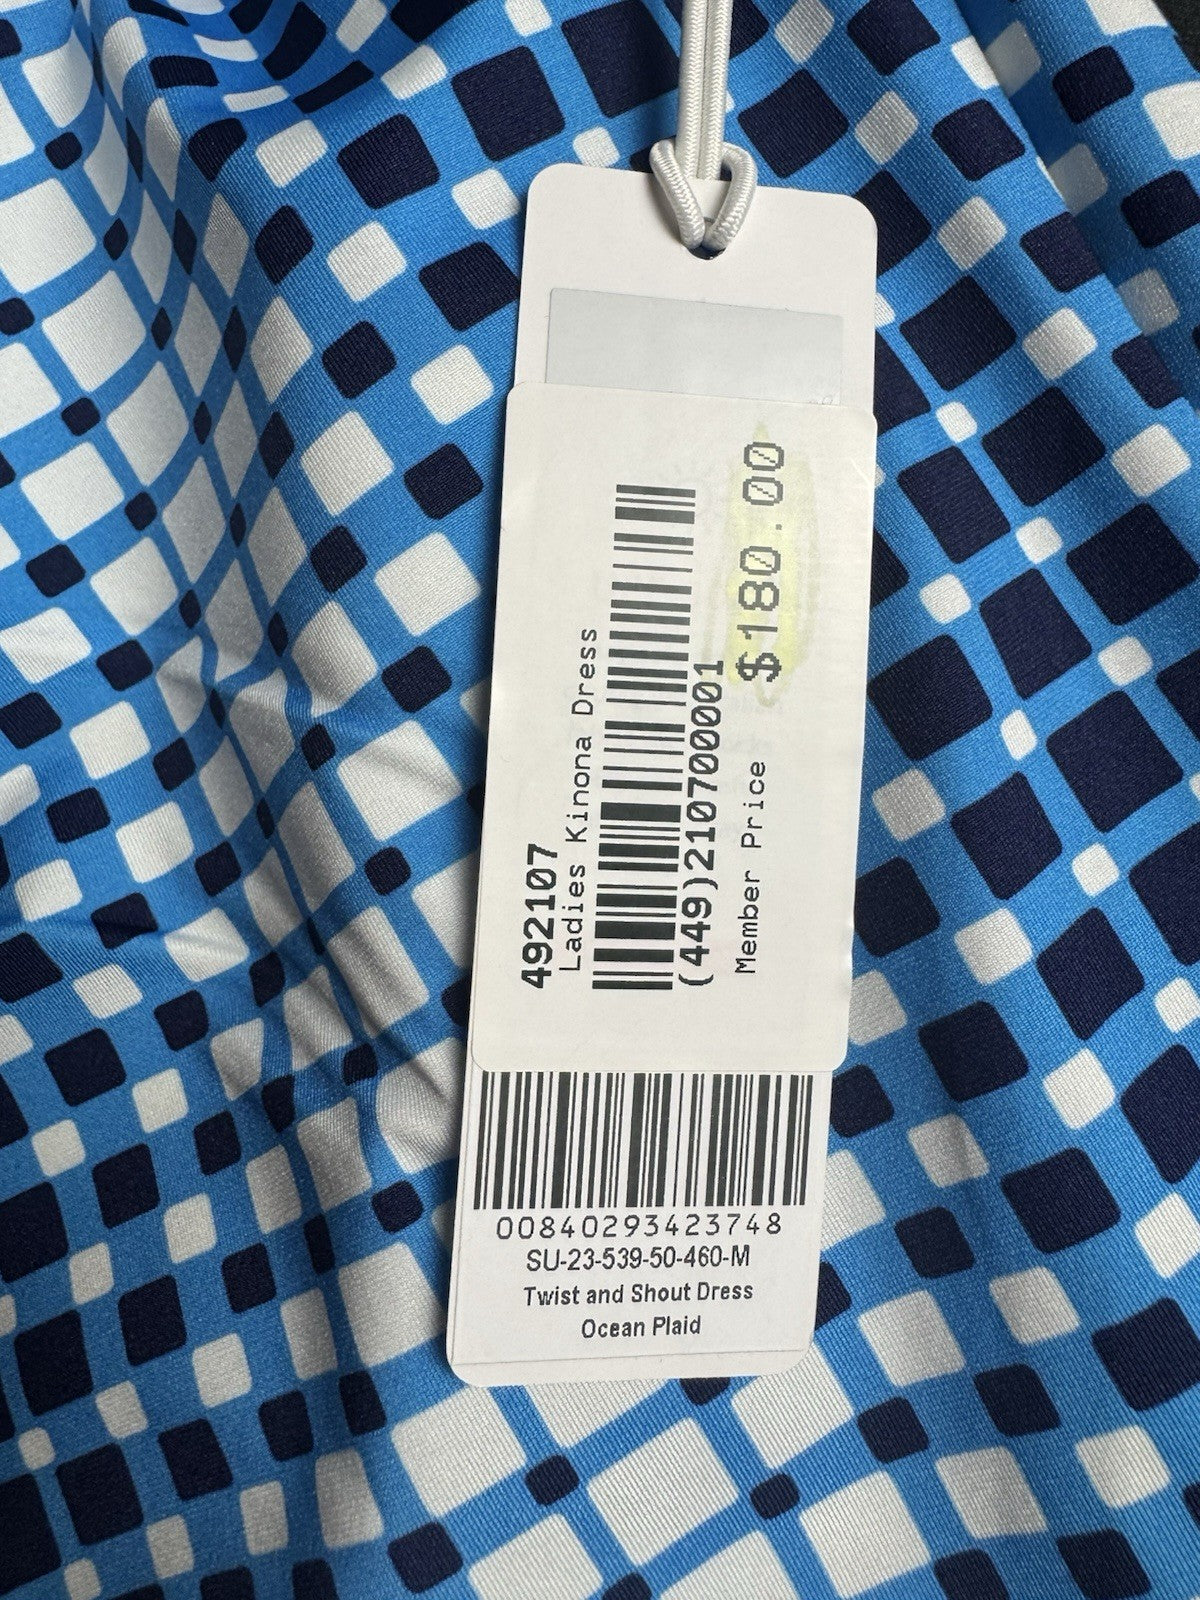 492107
Ladies Kinona Dress
(449)210700001
Member Price $180.00
00840293423748
SU-23-539-50-460-M
Twist and Shout Dress
Ocean Plaid